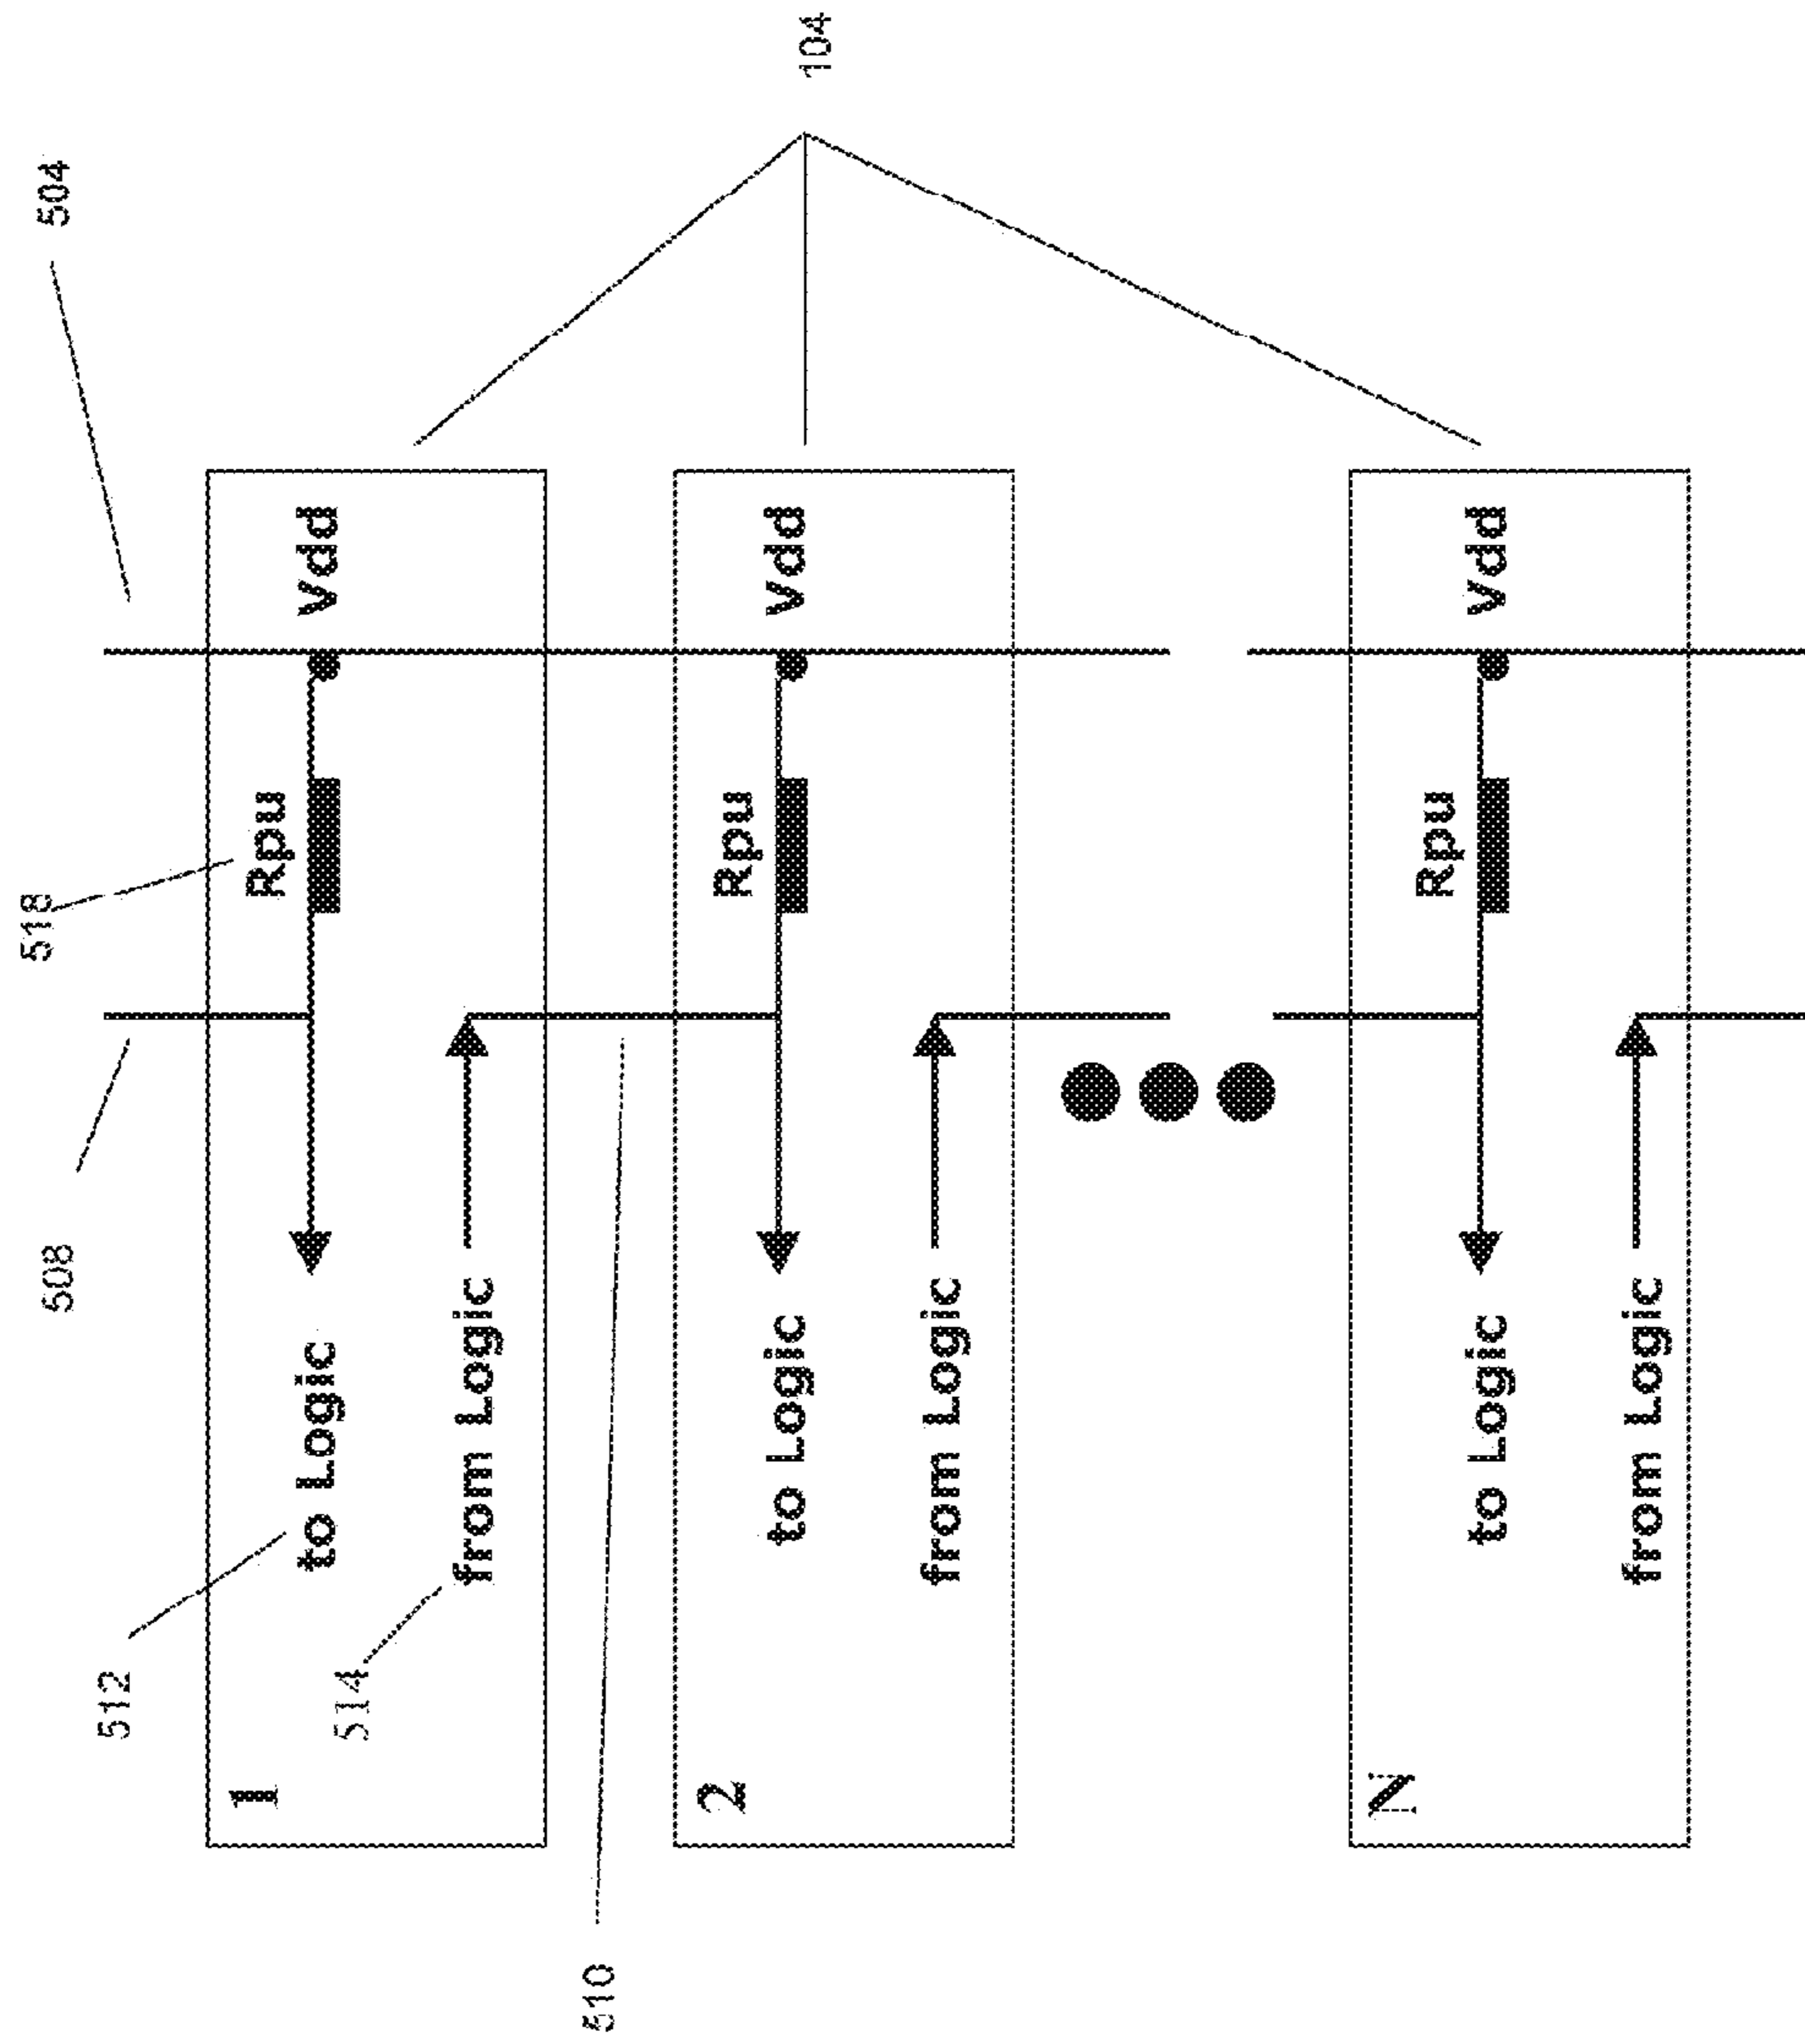 104
504
518
508
512
514
510
1
Vdd
Rpu
to Logic
from Logic
2
Vdd
Rpu
to Logic
from Logic
N
Vdd
Rpu
to Logic
from Logic